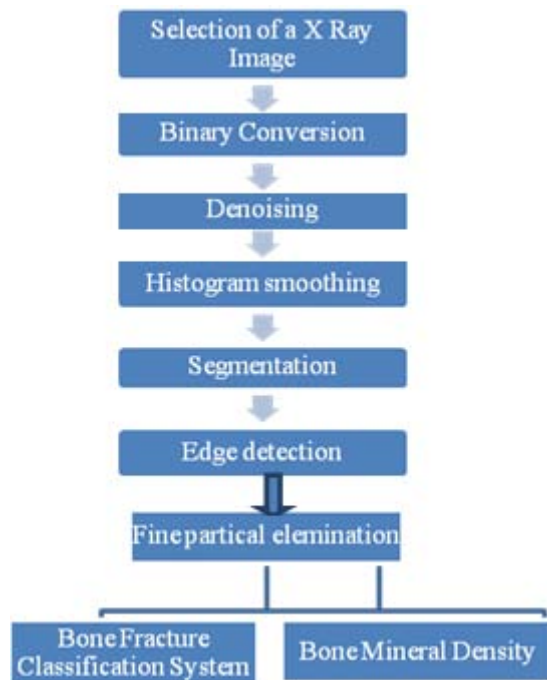 Selection of a X Ray
Image
Binary Conversion
Denoising
Histogram smoothing
Segmentation
Edge detection
Fine partical elemination
Bone Fracture
Classification System
Bone Mineral Density